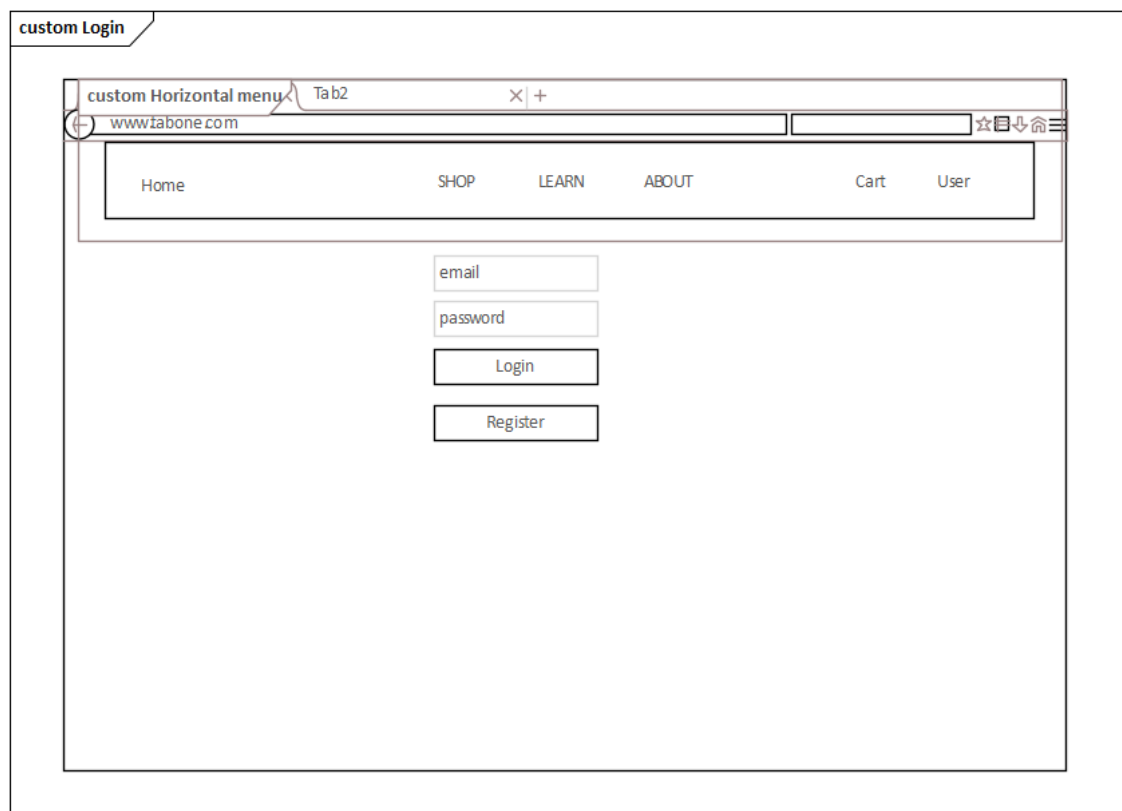 custom Login
custom Horizontal menu
Tab2
www.tabone.com
Home SHOP LEARN ABOUT Cart User
email
password
Login
Register